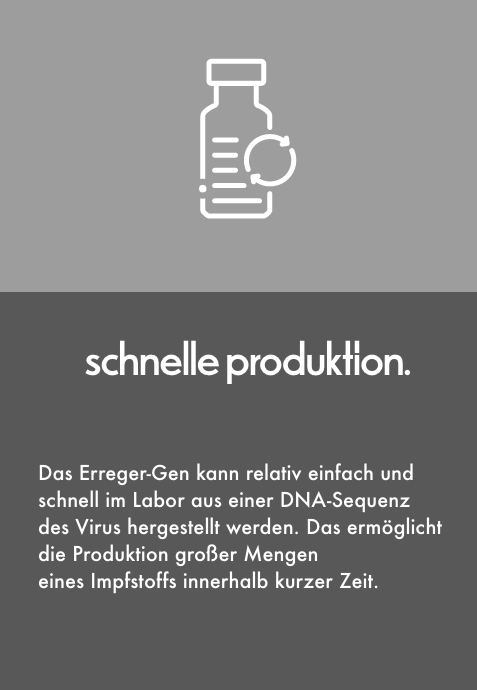 schnelle produktion.
Das Erreger-Gen kann relativ einfach und
schnell im Labor aus einer DNA-Sequenz
des Virus hergestellt werden. Das ermöglicht
die Produktion großer Mengen
eines Impfstoffs innerhalb kurzer Zeit.